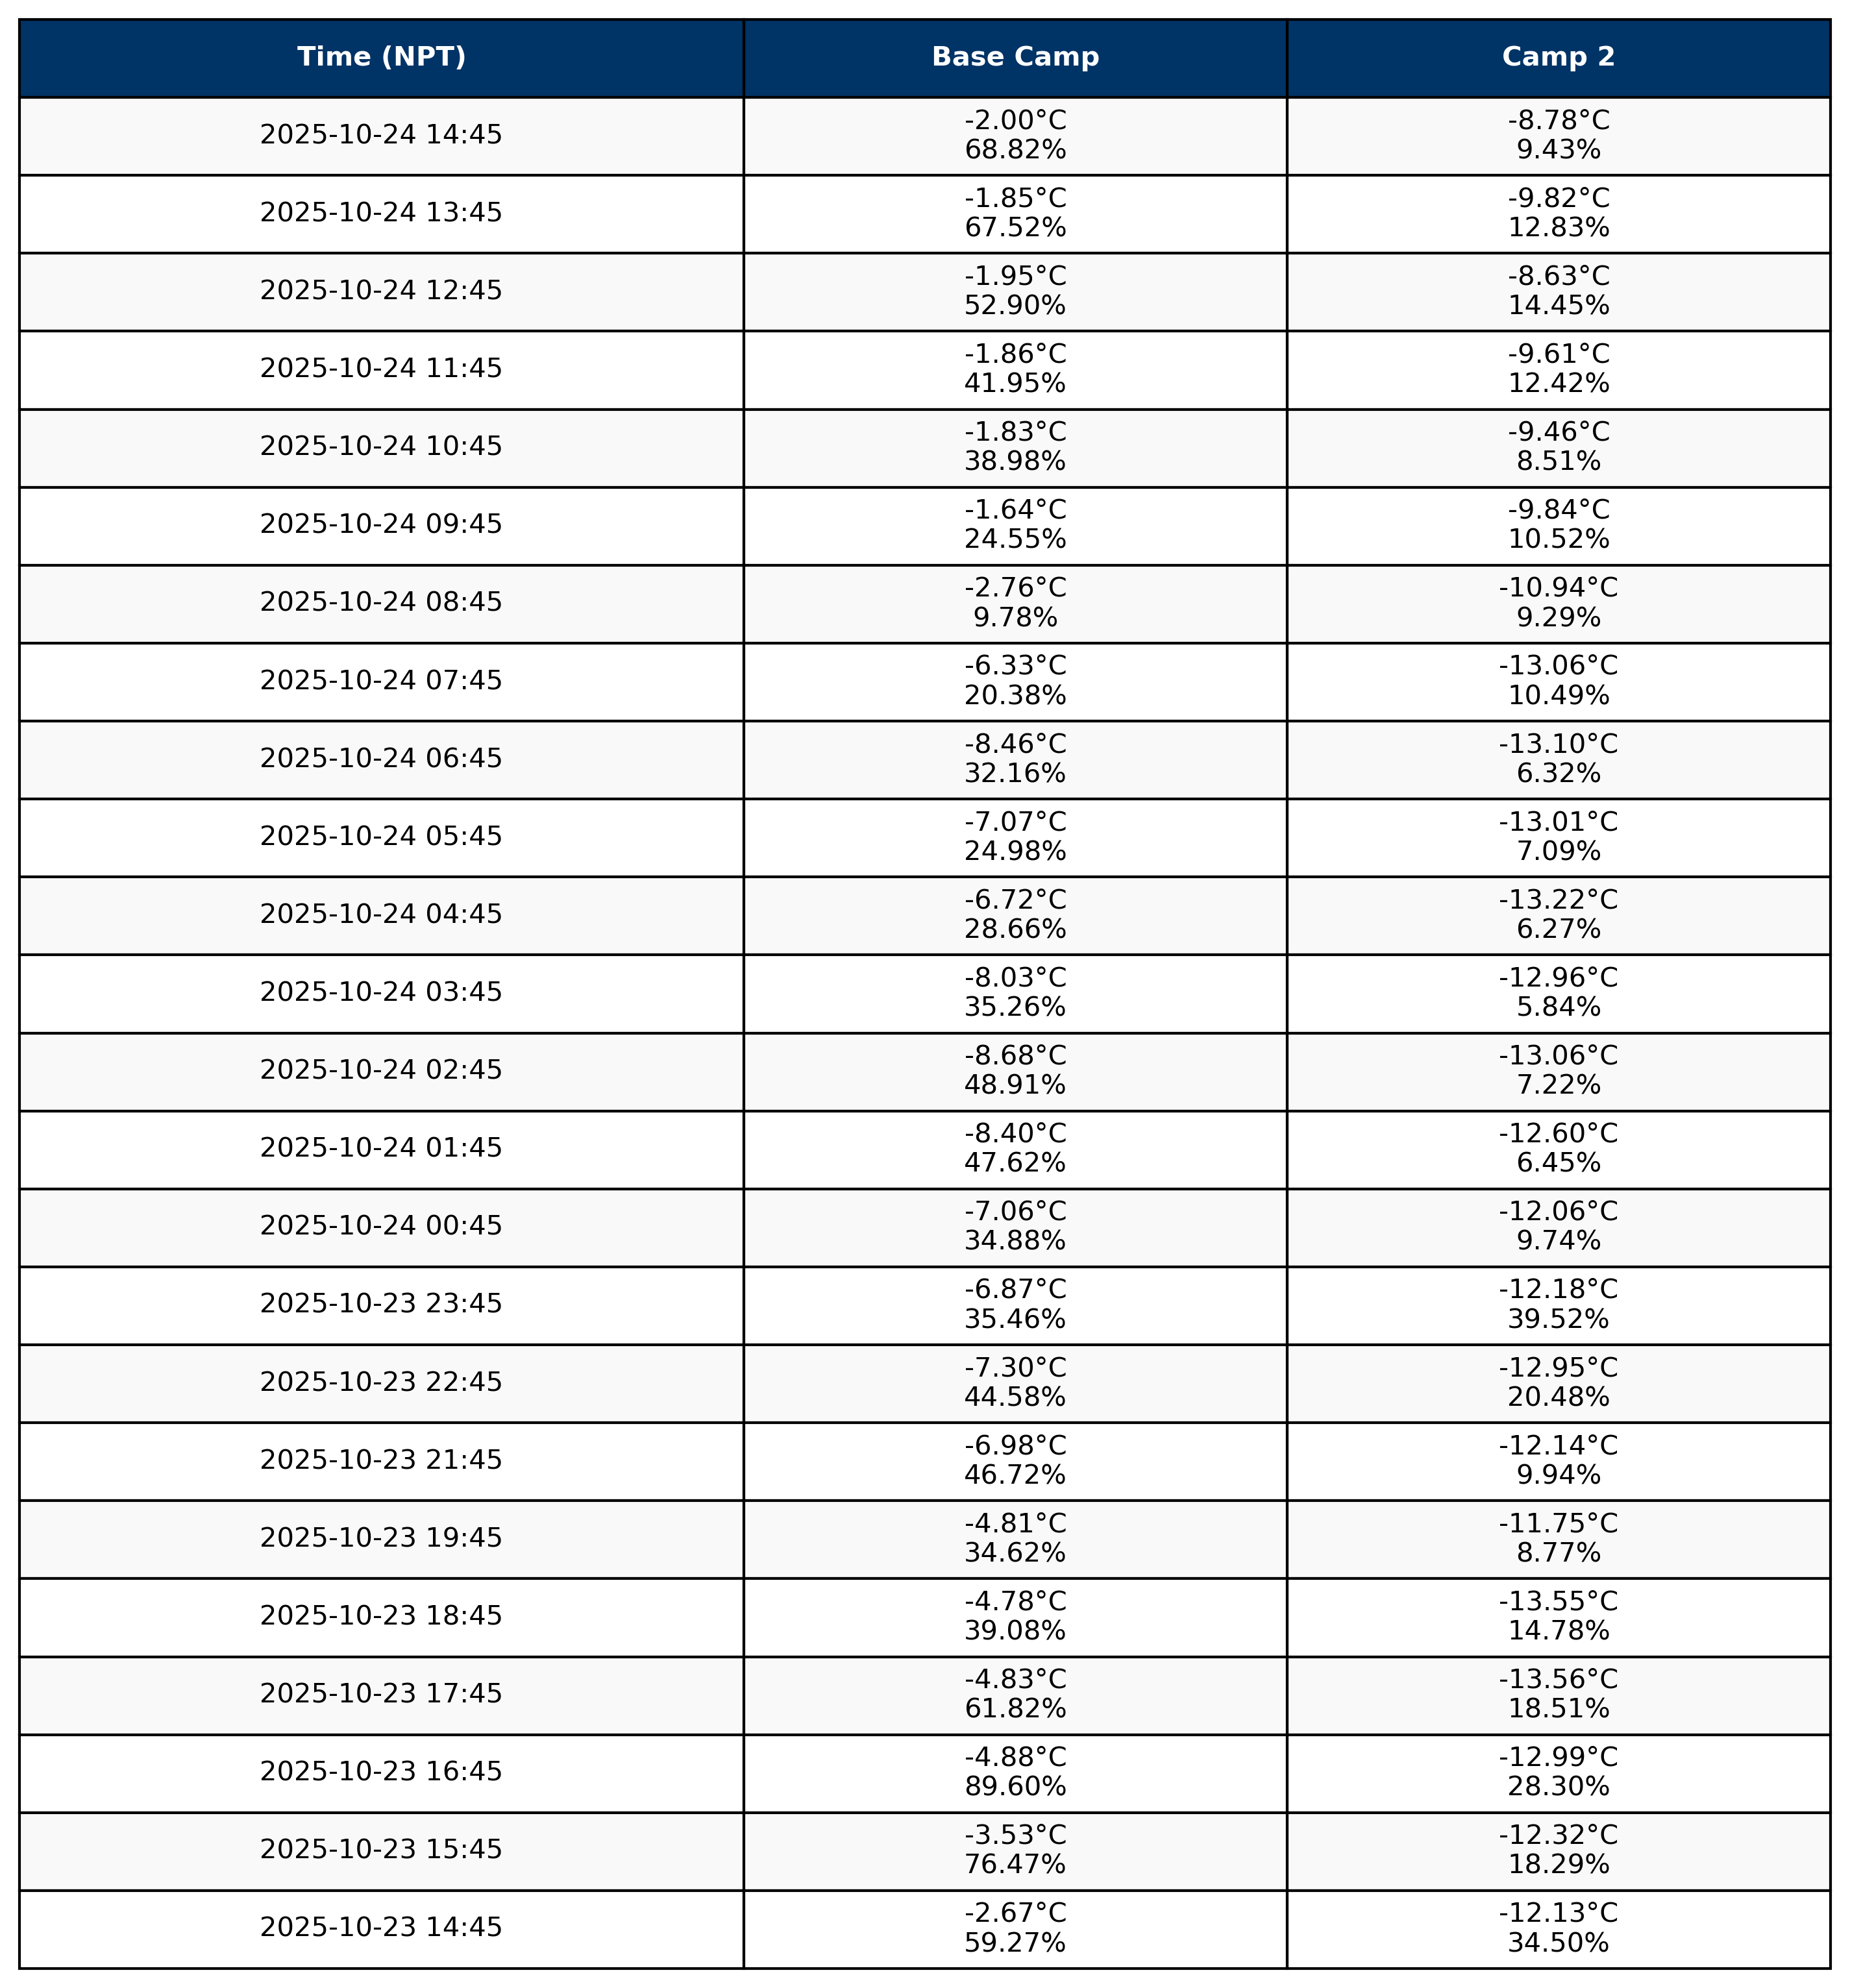 Time (NPT) Base Camp Camp 2
2025-10-24 14:45 -2.00°C 68.82% -8.78°C 9.43%
2025-10-24 13:45 -1.85°C 67.52% -9.82°C 12.83%
2025-10-24 12:45 -1.95°C 52.90% -8.63°C 14.45%
2025-10-24 11:45 -1.86°C 41.95% -9.61°C 12.42%
2025-10-24 10:45 -1.83°C 38.98% -9.46°C 8.51%
2025-10-24 09:45 -1.64°C 24.55% -9.84°C 10.52%
2025-10-24 08:45 -2.76°C 9.78% -10.94°C 9.29%
2025-10-24 07:45 -6.33°C 20.38% -13.06°C 10.49%
2025-10-24 06:45 -8.46°C 32.16% -13.10°C 6.32%
2025-10-24 05:45 -7.07°C 24.98% -13.01°C 7.09%
2025-10-24 04:45 -6.72°C 28.66% -13.22°C 6.27%
2025-10-24 03:45 -8.03°C 35.26% -12.96°C 5.84%
2025-10-24 02:45 -8.68°C 48.91% -13.06°C 7.22%
2025-10-24 01:45 -8.40°C 47.62% -12.60°C 6.45%
2025-10-24 00:45 -7.06°C 34.88% -12.06°C 9.74%
2025-10-23 23:45 -6.87°C 35.46% -12.18°C 39.52%
2025-10-23 22:45 -7.30°C 44.58% -12.95°C 20.48%
2025-10-23 21:45 -6.98°C 46.72% -12.14°C 9.94%
2025-10-23 19:45 -4.81°C 34.62% -11.75°C 8.77%
2025-10-23 18:45 -4.78°C 39.08% -13.55°C 14.78%
2025-10-23 17:45 -4.83°C 61.82% -13.56°C 18.51%
2025-10-23 16:45 -4.88°C 89.60% -12.99°C 28.30%
2025-10-23 15:45 -3.53°C 76.47% -12.32°C 18.29%
2025-10-23 14:45 -2.67°C 59.27% -12.13°C 34.50%